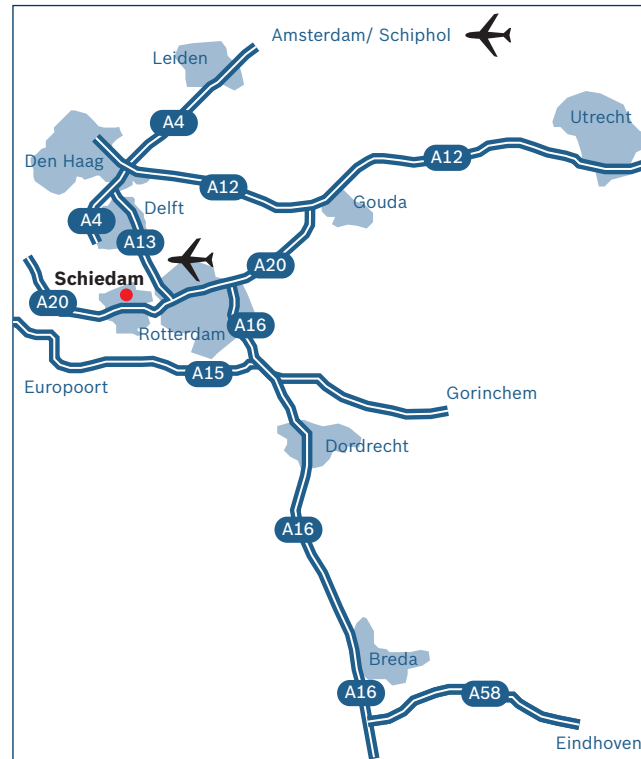 Amsterdam/ Schiphol
Leiden
Utrecht
A4
A12
Den Haag
A12
Gouda
Delft
A4
A13
A20
Schiedam
A20
A16
Rotterdam
A15
Europoort
Gorinchem
Dordrecht
A16
Breda
A16
A58
Eindhoven